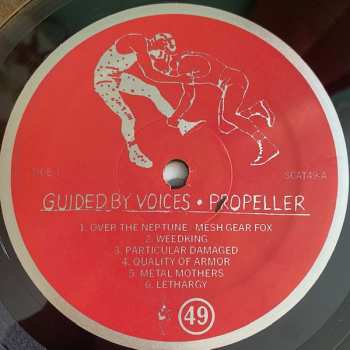 SIDE 1
SCAT49-A
GUIDED BY VOICES • PROPELLER
1. OVER THE NEPTUNE / MESH GEAR FOX
2. WEEDKING
3. PARTICULAR DAMAGED
4. QUALITY OF ARMOR
5. METAL MOTHERS
6. LETHARGY
49